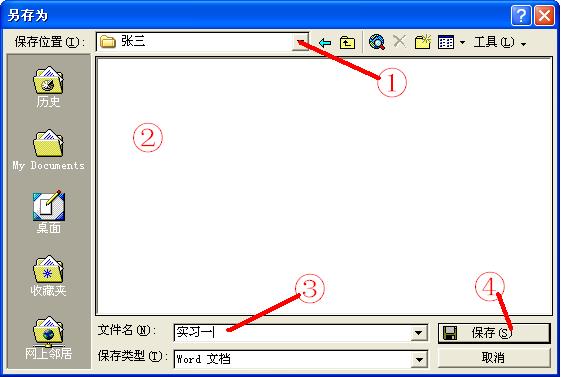 另存为
保存位置(I): 张三 工具(L)
①
历史
②
My Documents
桌面
收藏夹
③ ④
文件名(N): 实习一 保存(S)
网上邻居
保存类型(T): Word 文档 取消